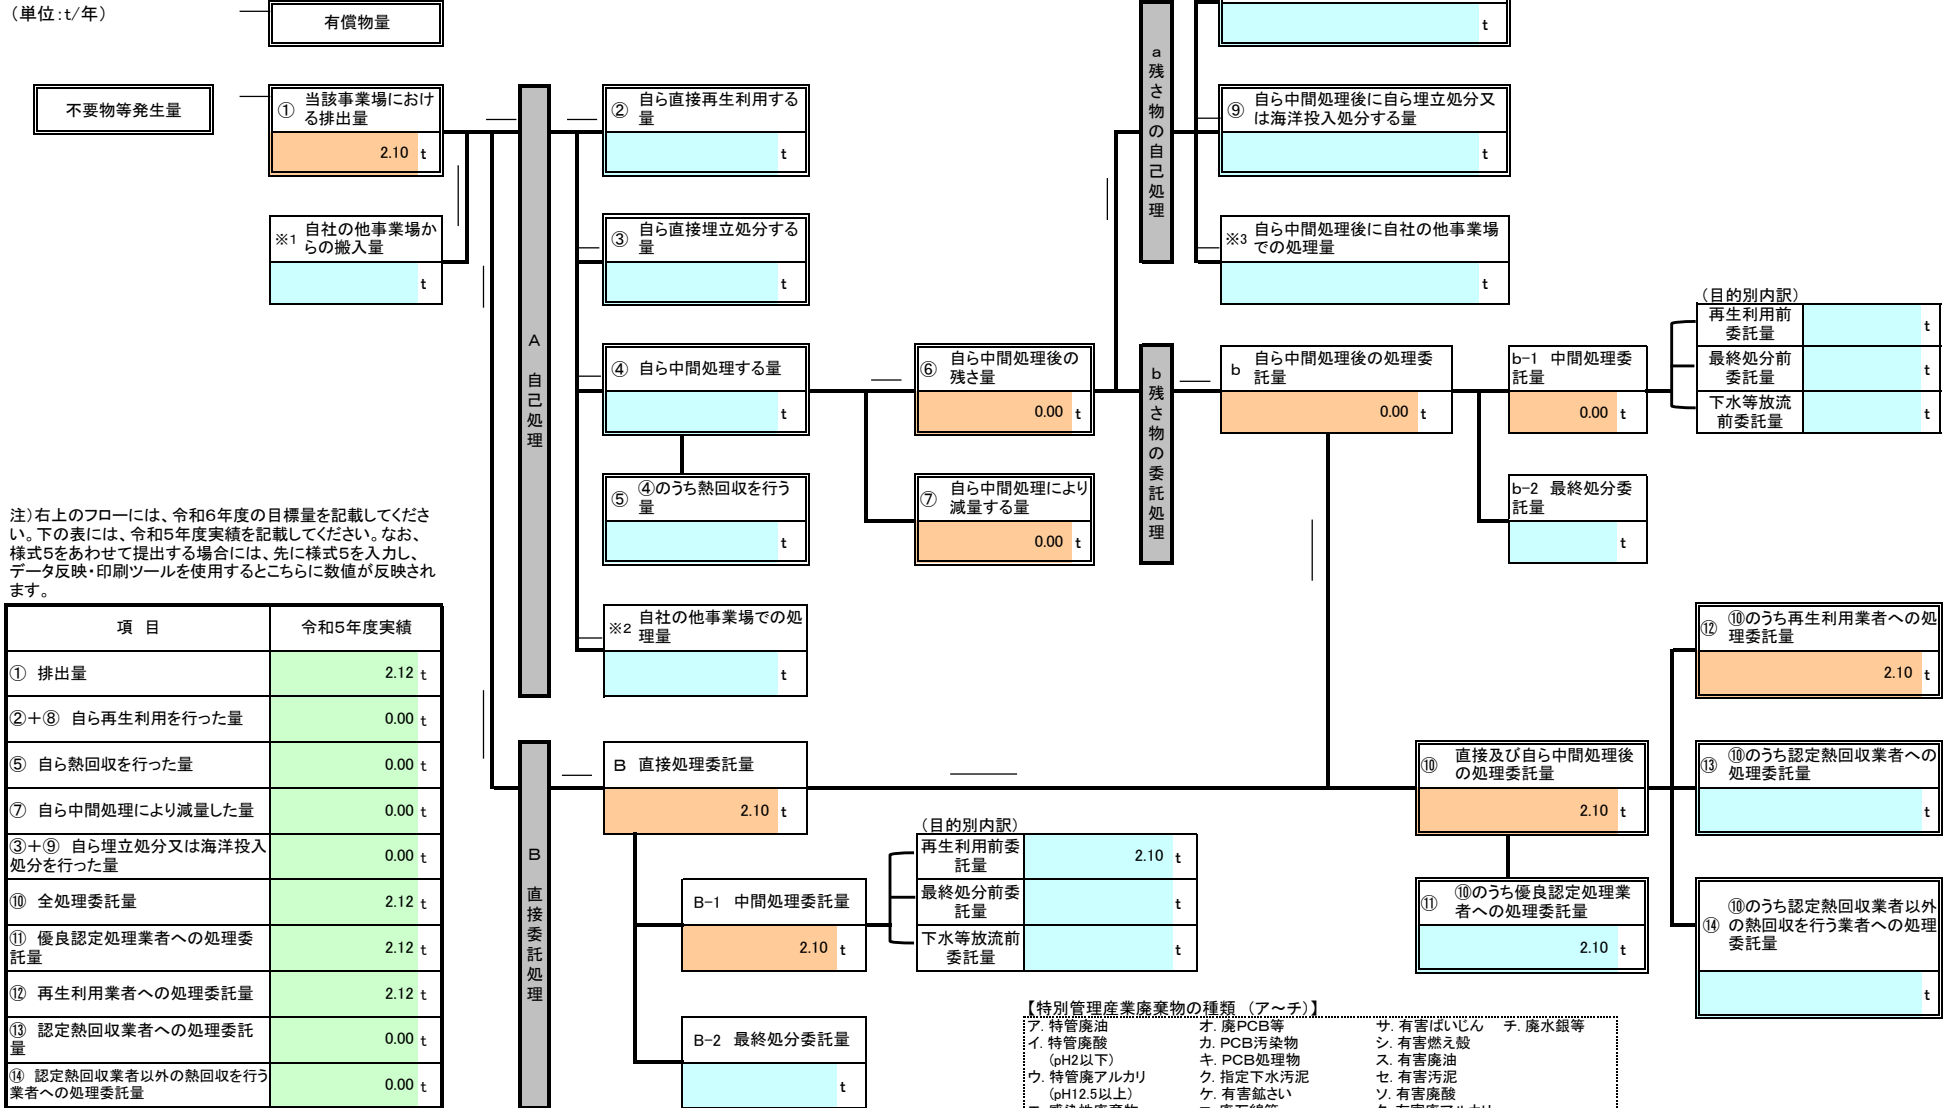 （単位：t/年）
有償物量
t
不要物等発生量
① 当該事業場におけ
る排出量
2.10 t
※1 自社の他事業場か
らの搬入量
t
A 自己処理
② 自ら直接再生利用する
量
t
③ 自ら直接埋立処分する
量
t
④ 自ら中間処理する量
t
⑤ ④のうち熱回収を行う
量
t
※2 自社の他事業場での処
理量
t
⑥ 自ら中間処理後の
残さ量
0.00 t
⑦ 自ら中間処理により
減量する量
0.00 t
a 残さ物の自己処理
⑨ 自ら中間処理後に自ら埋立処分又
は海洋投入処分する量
t
※3 自ら中間処理後に自社の他事業場
での処理量
t
b 残さ物の委託処理
b 自ら中間処理後の処理委
託量
0.00 t
b-1 中間処理委
託量
0.00 t
b-2 最終処分委
託量
t
（目的別内訳）
再生利用前
委託量
t
最終処分前
委託量
t
下水等放流
前委託量
t
注）右上のフローには、令和６年度の目標量を記載してくださ
い。下の表には、令和５年度実績を記載してください。なお、
様式５をあわせて提出する場合には、先に様式５を入力し、
データ反映・印刷ツールを使用するとこちらに数値が反映され
ます。
項 目 令和５年度実績
① 排出量 2.12 t
②＋⑧ 自ら再生利用を行った量 0.00 t
⑤ 自ら熱回収を行った量 0.00 t
⑦ 自ら中間処理により減量した量 0.00 t
③＋⑨ 自ら埋立処分又は海洋投入
処分を行った量 0.00 t
⑩ 全処理委託量 2.12 t
⑪ 優良認定処理業者への処理委
託量 2.12 t
⑫ 再生利用業者への処理委託量 2.12 t
⑬ 認定熱回収業者への処理委託
量 0.00 t
⑭ 認定熱回収業者以外の熱回収を行う
業者への処理委託量 0.00 t
B 直接委託処理
B 直接処理委託量
2.10 t
B-1 中間処理委託量
2.10 t
B-2 最終処分委託量
t
（目的別内訳）
再生利用前委
託量
2.10 t
最終処分前委
託量
t
下水等放流前
委託量
t
⑩ 直接及び自ら中間処理後
の処理委託量
2.10 t
⑪ ⑩のうち優良認定処理業
者への処理委託量
2.10 t
⑫ ⑩のうち再生利用業者への処
理委託量
2.10 t
⑬ ⑩のうち認定熱回収業者への
処理委託量
t
⑭ ⑩のうち認定熱回収業者以外
の熱回収を行う業者への処理
委託量
t
【特別管理産業廃棄物の種類 （ア～チ）】
ア. 特管廃油 オ. 廃PCB等 サ. 有害ばいじん チ. 廃水銀等
イ. 特管廃酸 カ. PCB汚染物 シ. 有害燃え殻
（pH2以下） キ. PCB処理物 ス. 有害廃油
ウ. 特管廃アルカリ ク. 指定下水汚泥 セ. 有害汚泥
（pH12.5以上） ケ. 有害鉱さい ソ. 有害廃酸